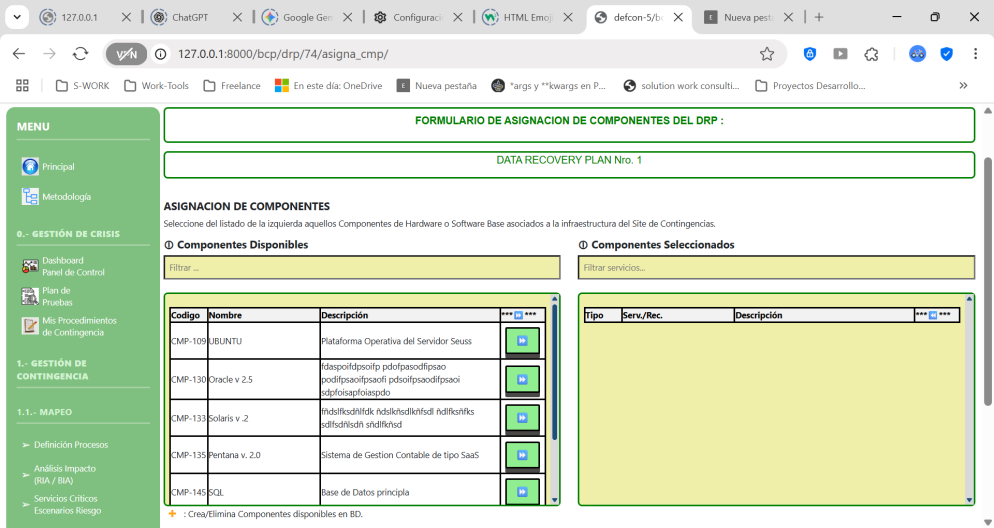 127.0.0.1
ChatGPT
Google Gen
Configuraci
HTML Emoj
defcon-5/b
Nueva pest
127.0.0.1:8000/bcp/drp/74/asigna_cmp/
S-WORK
Work-Tools
Freelance
En este día: OneDrive
Nueva pestaña
*args y **kwargs en P...
solution work consulti...
Proyectos Desarrollo...
MENU
Principal
Metodología
0.- GESTIÓN DE CRISIS
Dashboard
Panel de Control
Plan de
Pruebas
Mis Procedimientos
de Contingencia
1.- GESTIÓN DE
CONTINGENCIA
1.1.- MAPEO
➢ Definición Procesos
➢ Análisis Impacto
(RIA / BIA)
➢ Servicios Críticos
Escenarios Riesgo
FORMULARIO DE ASIGNACION DE COMPONENTES DEL DRP :
DATA RECOVERY PLAN Nro. 1
ASIGNACION DE COMPONENTES
Seleccione del listado de la izquierda aquellos Componentes de Hardware o Software Base asociados a la infraestructura del Site de Contingencias.
Componentes Disponibles
Filtrar ...
Codigo Nombre Descripción *** ***
CMP-109 UBUNTU Plataforma Operativa del Servidor Seuss
CMP-130 Oracle v 2.5 fdaspoifdpsoifp pdofpasodfipsao
podifpsaoifpsaofi pdsoifpsaodifpsaoi
sdpfoisapfoiaspdo
CMP-133 Solaris v .2 fñdslfksdñlfdk ñdslkñsdlkñfsdl ñdlfksñfks
sdlfsdñlsdñ sñdlfkñsd
CMP-135 Pentana v. 2.0 Sistema de Gestion Contable de tipo SaaS
CMP-145 SQL Base de Datos principla
: Crea/Elimina Componentes disponibles en BD.
Componentes Seleccionados
Filtrar servicios...
Tipo Serv./Rec. Descripción *** ***